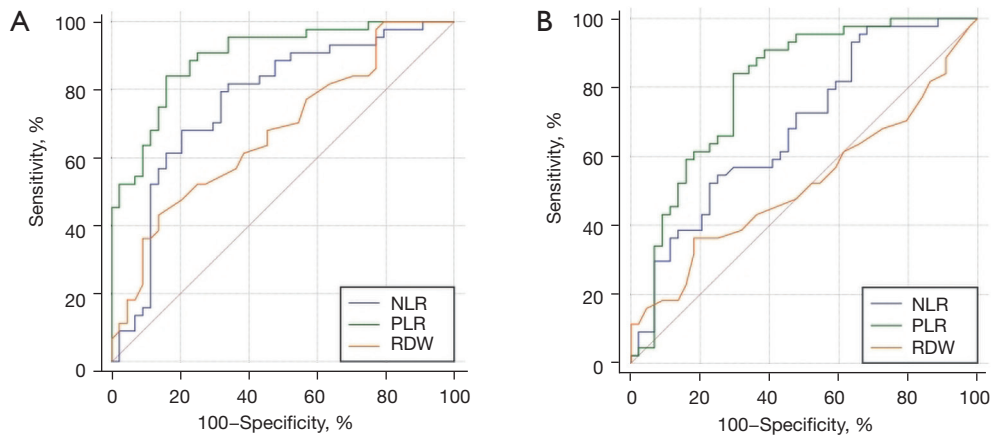 A
Sensitivity, %
100
80
60
40
20
0
0 20 40 60 80 100
100–Specificity, %
NLR
PLR
RDW
B
Sensitivity, %
100
80
60
40
20
0
0 20 40 60 80 100
100–Specificity, %
NLR
PLR
RDW